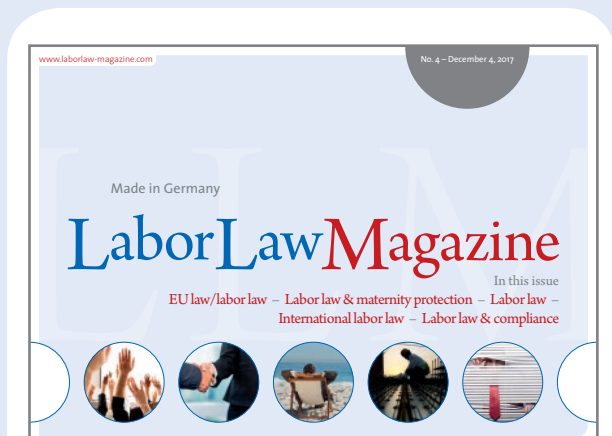 www.laborlaw-magazine.com
No. 4 – December 4, 2017
Made in Germany
LaborLawMagazine
In this issue
EU law/labor law – Labor law & maternity protection – Labor law –
International labor law – Labor law & compliance
LLM